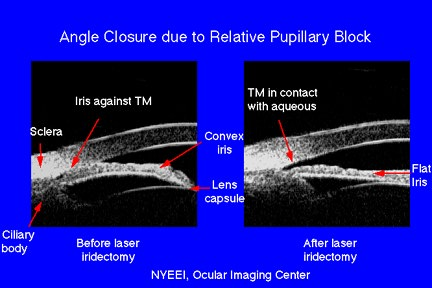 Angle Closure due to Relative Pupillary Block
Iris against TM
Sclera
Convex
iris
Lens
capsule
Ciliary
body
Before laser
iridectomy
TM in contact
with aqueous
Flat
Iris
After laser
iridectomy
NYEEI, Ocular Imaging Center